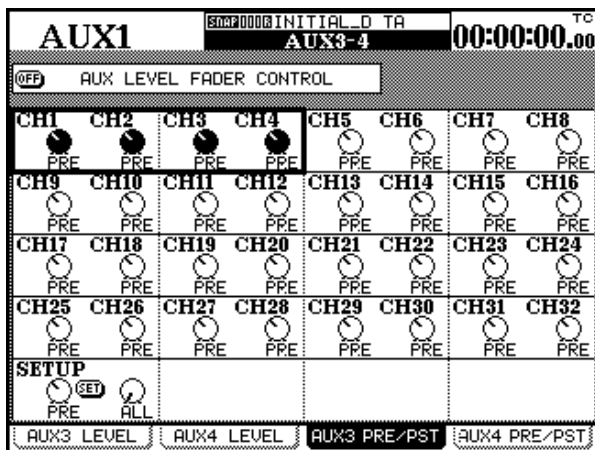 AUX1 SNAP0000 INITIAL_D TA TC
AUX3-4 00:00:00.00
OFF AUX LEVEL FADER CONTROL
CH1 CH2 CH3 CH4 CH5 CH6 CH7 CH8
PRE PRE PRE PRE PRE PRE PRE PRE
CH9 CH10 CH11 CH12 CH13 CH14 CH15 CH16
PRE PRE PRE PRE PRE PRE PRE PRE
CH17 CH18 CH19 CH20 CH21 CH22 CH23 CH24
PRE PRE PRE PRE PRE PRE PRE PRE
CH25 CH26 CH27 CH28 CH29 CH30 CH31 CH32
PRE PRE PRE PRE PRE PRE PRE PRE
SETUP
SET
PRE ALL
AUX3 LEVEL AUX4 LEVEL AUX3 PRE/PST AUX4 PRE/PST